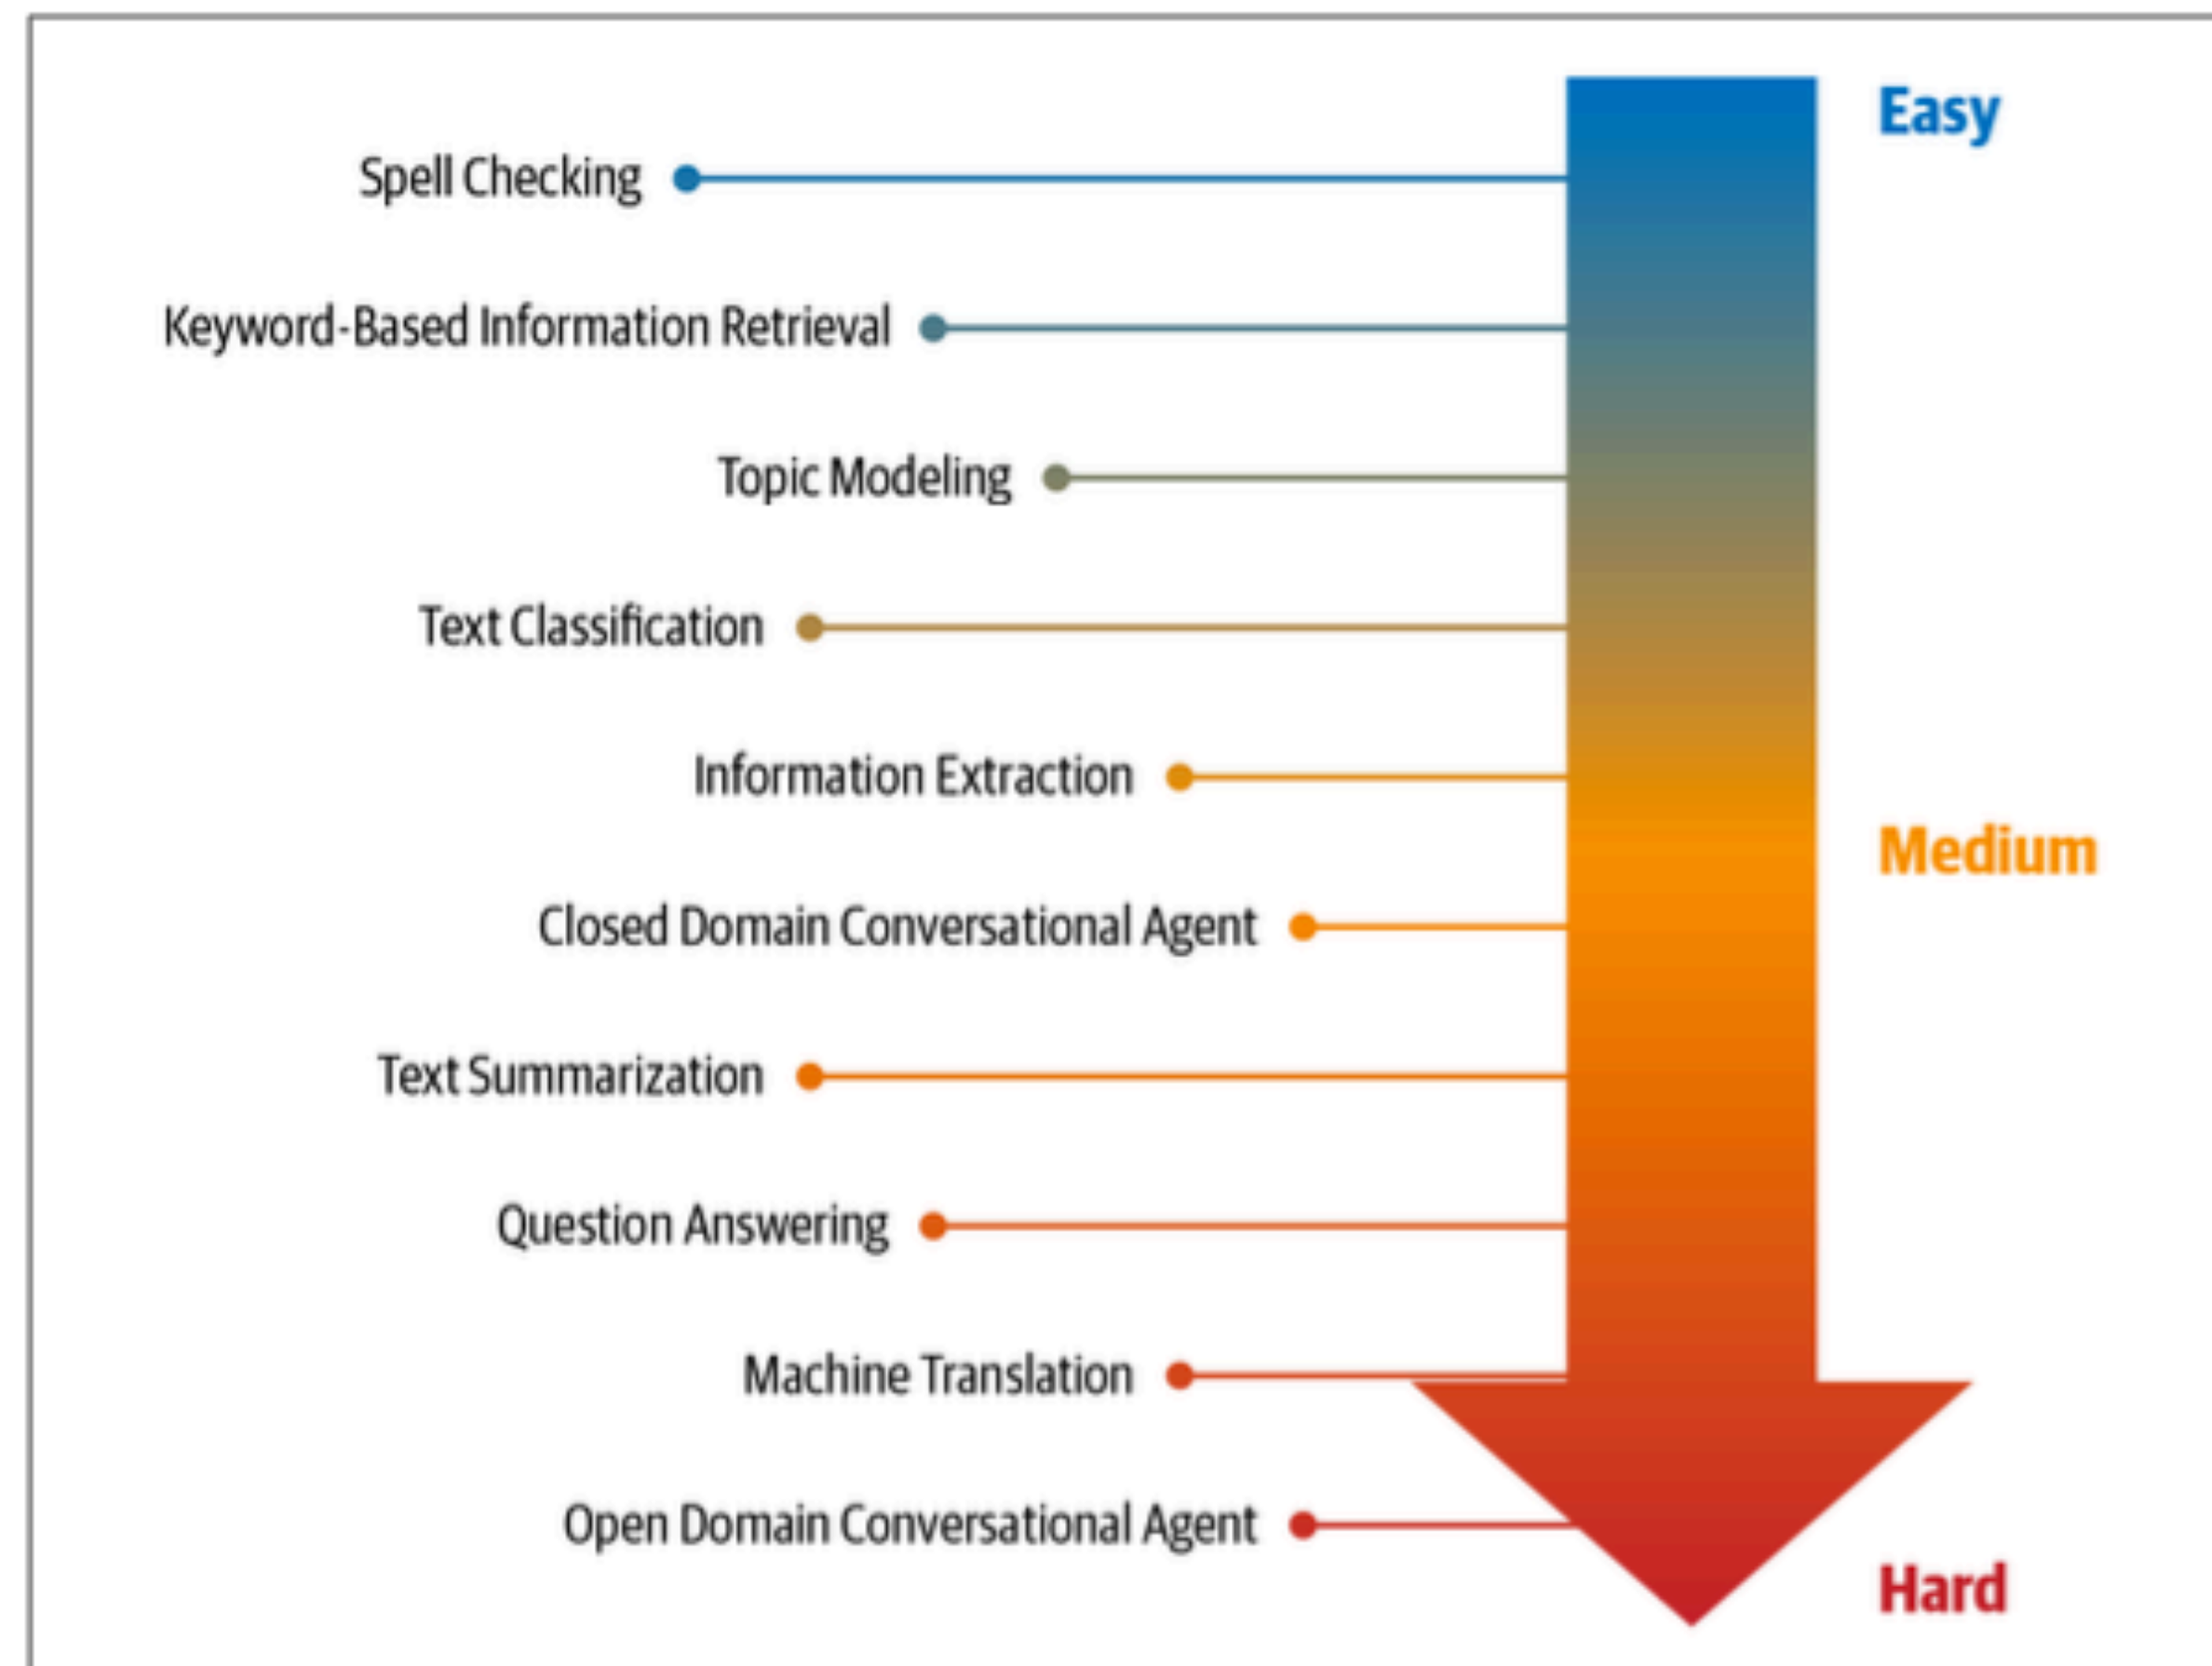 Easy
Spell Checking
Keyword-Based Information Retrieval
Topic Modeling
Text Classification
Information Extraction
Medium
Closed Domain Conversational Agent
Text Summarization
Question Answering
Machine Translation
Open Domain Conversational Agent
Hard